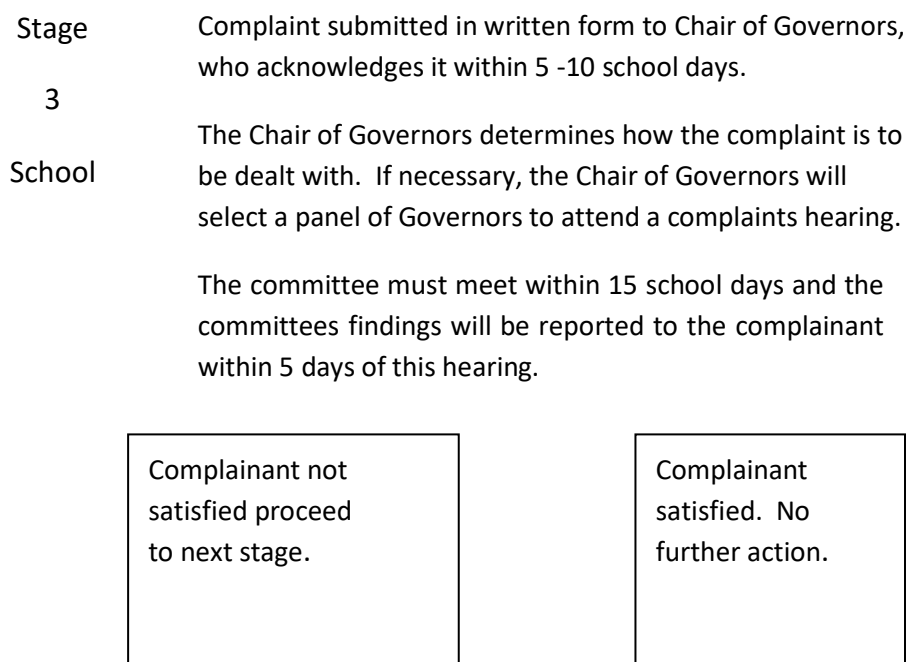 Stage
3
School
Complaint submitted in written form to Chair of Governors,
who acknowledges it within 5 -10 school days.
The Chair of Governors determines how the complaint is to
be dealt with.  If necessary, the Chair of Governors will
select a panel of Governors to attend a complaints hearing.
The committee must meet within 15 school days and the
committees findings will be reported to the complainant
within 5 days of this hearing.
Complainant not
satisfied proceed
to next stage.
Complainant
satisfied.  No
further action.